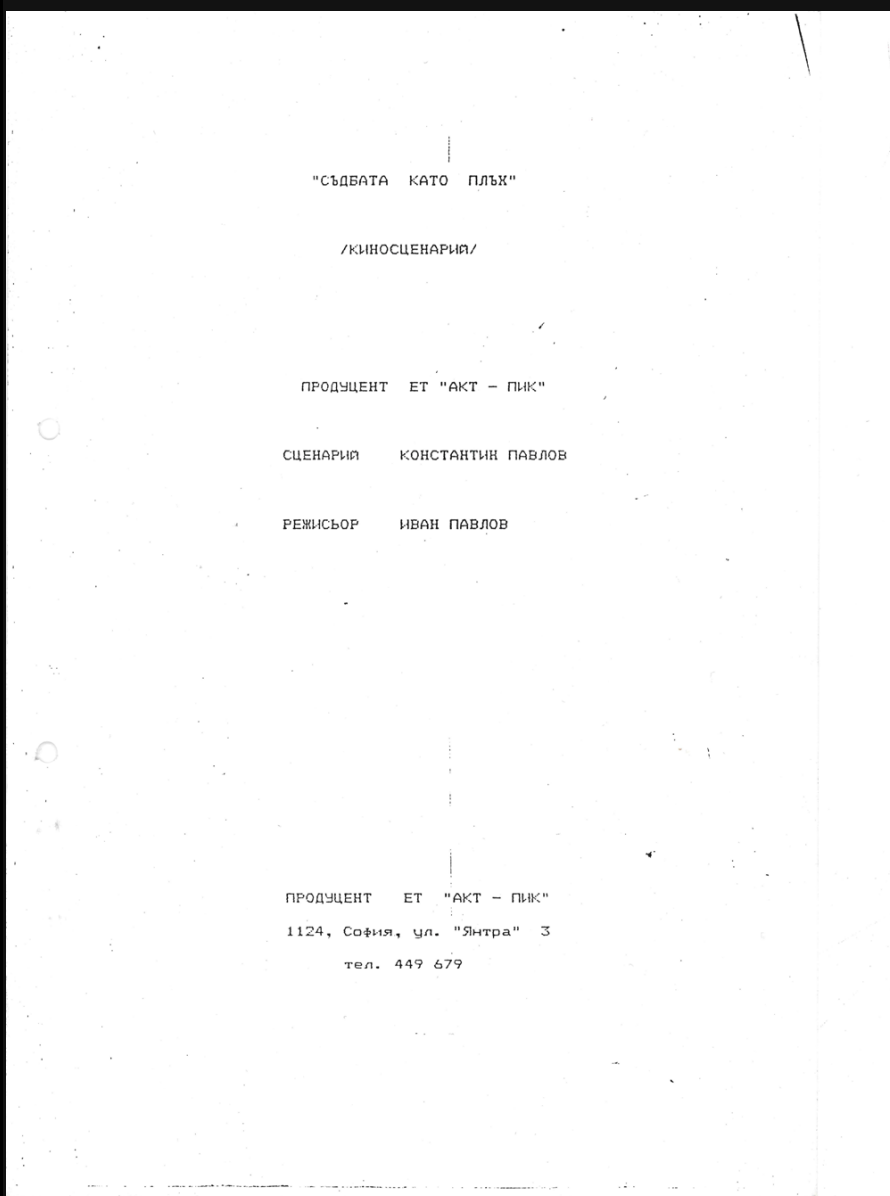 "СЪДБАТА КАТО ПЛЪХ"
/КИНОСЦЕНАРИЙ/
ПРОДУЦЕНТ ЕТ "АКТ – ПИК"
СЦЕНАРИЙ КОНСТАНТИН ПАВЛОВ
РЕЖИСЬОР ИВАН ПАВЛОВ
ПРОДУЦЕНТ ЕТ "АКТ – ПИК"
1124, София, ул. "Янтра" 3
тел. 449 679